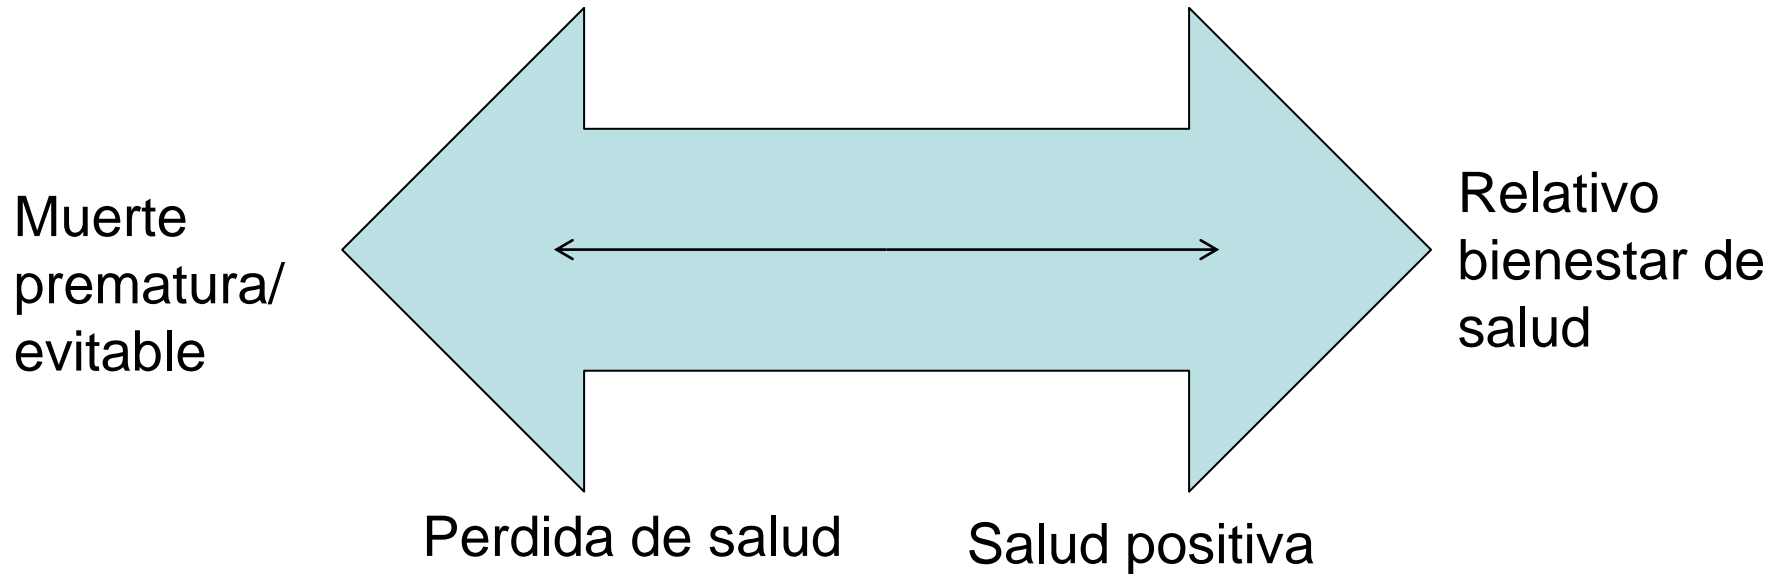 Muerte
prematura/
evitable
Relativo
bienestar de
salud
Perdida de salud
Salud positiva